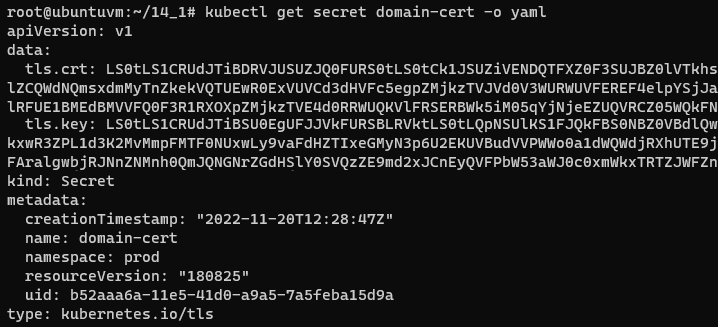 root@ubuntuvm:~/14_1# kubectl get secret domain-cert -o yaml
apiVersion: v1
data:
  tls.crt: LS0tLS1CRUdJTiBDRVJUSUZJQ0FURS0tLS0tCk1JSUZiVENDQTFXZ0F3SUJBZ0lVTkhs
lZCQWdNQmsxdmMyTnZkekVQTUEwR0ExVUVCd3dHVFc5egpZMjkzTVJVd0V3WURWUVFEREF4elpYSjJa
lRFUE1BMEdBMVVFQ0F3R1RXOXpZMjkzTVE4d0RRWUQKVlFRSERBWk5iM05qYjNjeEZUQVRCZ05WQkFN
  tls.key: LS0tLS1CRUdJTiBSU0EgUFJJVkFURSBLRVktLS0tLQpNSUlKS1FJQkFBS0NBZ0VBdlQw
kxwR3ZPL1d3K2MvMmpFMTF0NUxwLy9vaFdHZTIxeGMyN3p6U2EKUVBudVVPWWo0a1dWQWdjRXhUTE9j
FAralgwbjRJNnZNMnh0QmJQNGNrZGdHSlY0SVQzZE9md2xJCnEyQVFPbW53aWJ0c0xmWkxTRTZJWFZn
kind: Secret
metadata:
  creationTimestamp: "2022-11-20T12:28:47Z"
  name: domain-cert
  namespace: prod
  resourceVersion: "180825"
  uid: b52aaa6a-11e5-41d0-a9a5-7a5feba15d9a
type: kubernetes.io/tls